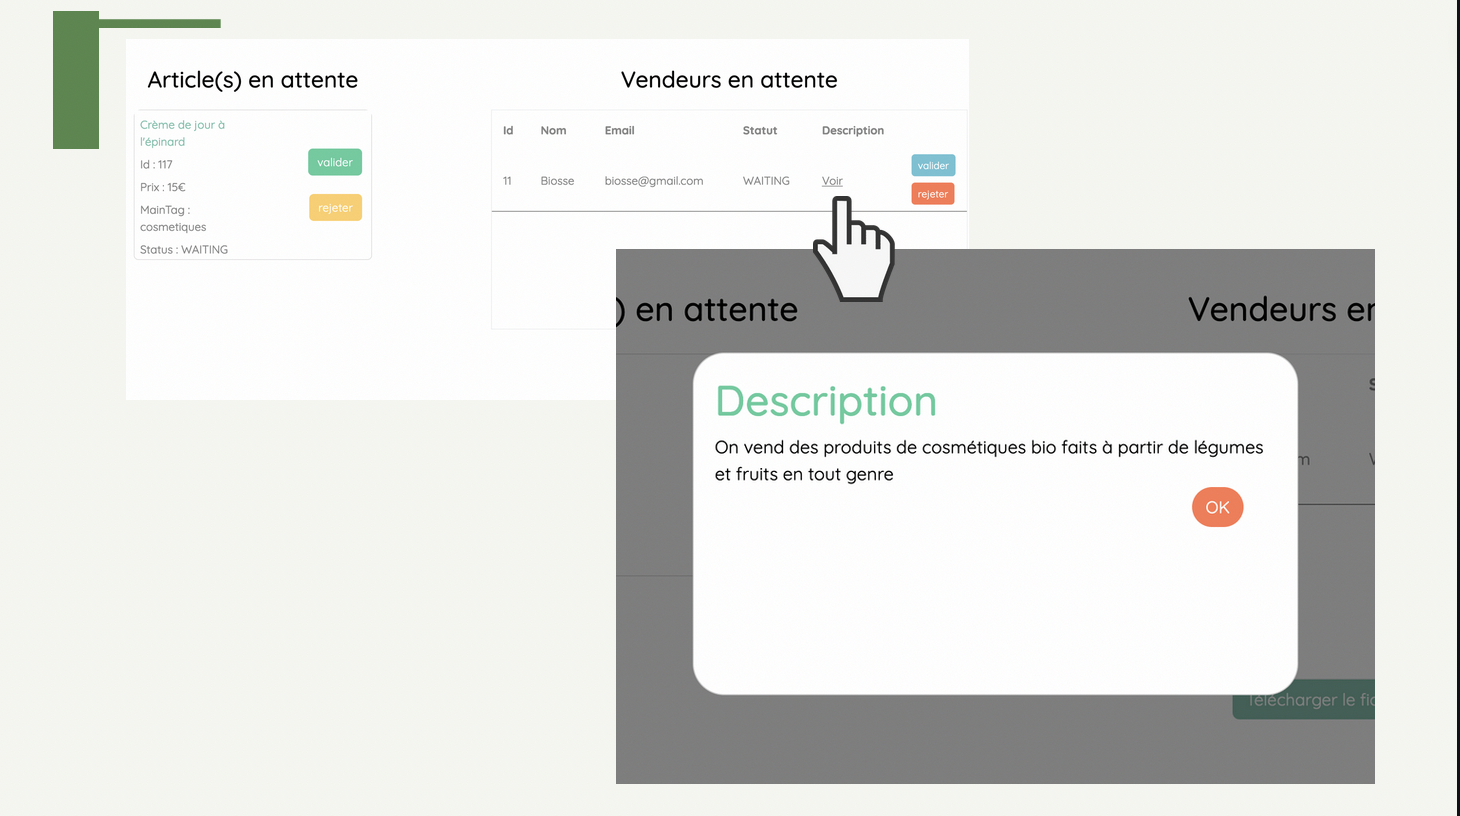 Article(s) en attente
Crème de jour à
l'épinard
Id : 117
Prix : 15€
MainTag :
cosmetiques
Status : WAITING
valider
rejeter
Vendeurs en attente
Id Nom Email Statut Description
11 Biosse biosse@gmail.com WAITING Voir
valider
rejeter
) en attente
Vendeurs en
Description
On vend des produits de cosmétiques bio faits à partir de légumes
et fruits en tout genre
OK
m
Télécharger le fic